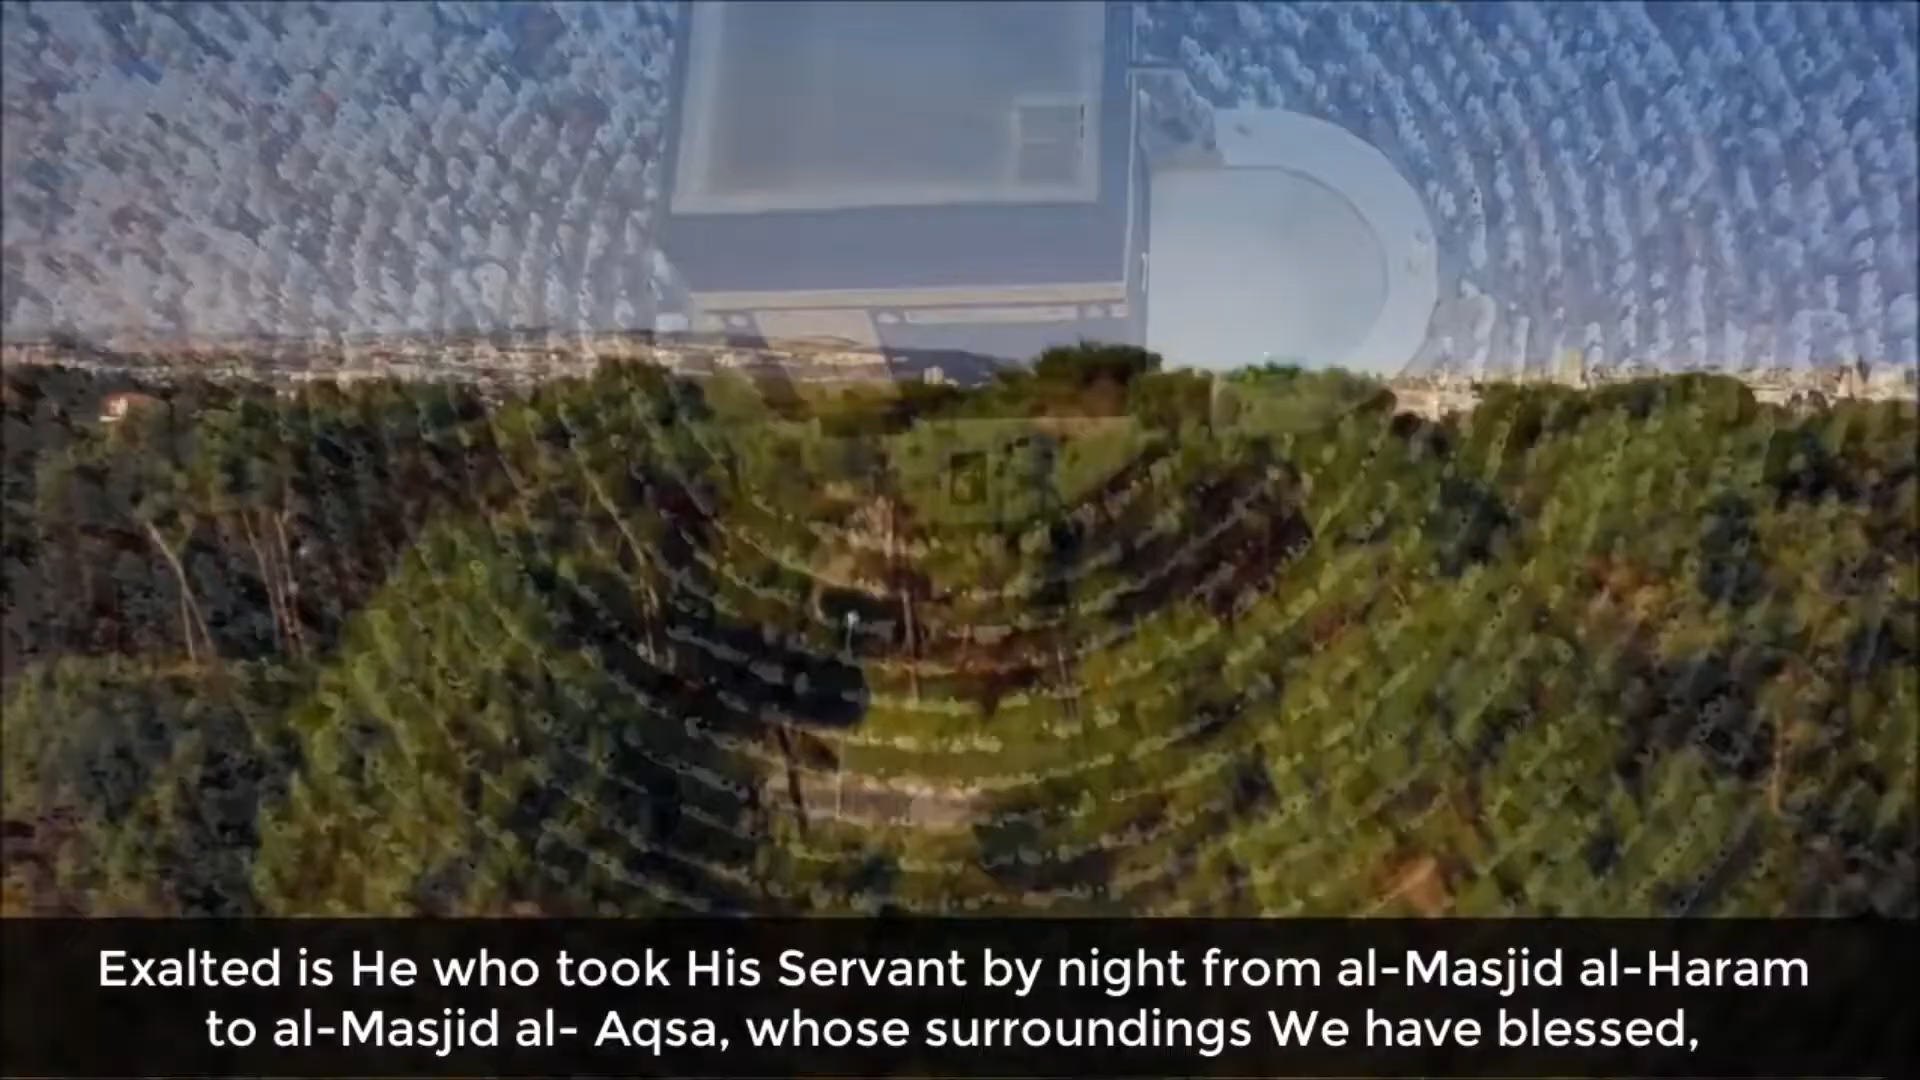 Exalted is He who took His Servant by night from al-Masjid al-Haram
to al-Masjid al- Aqsa, whose surroundings We have blessed,